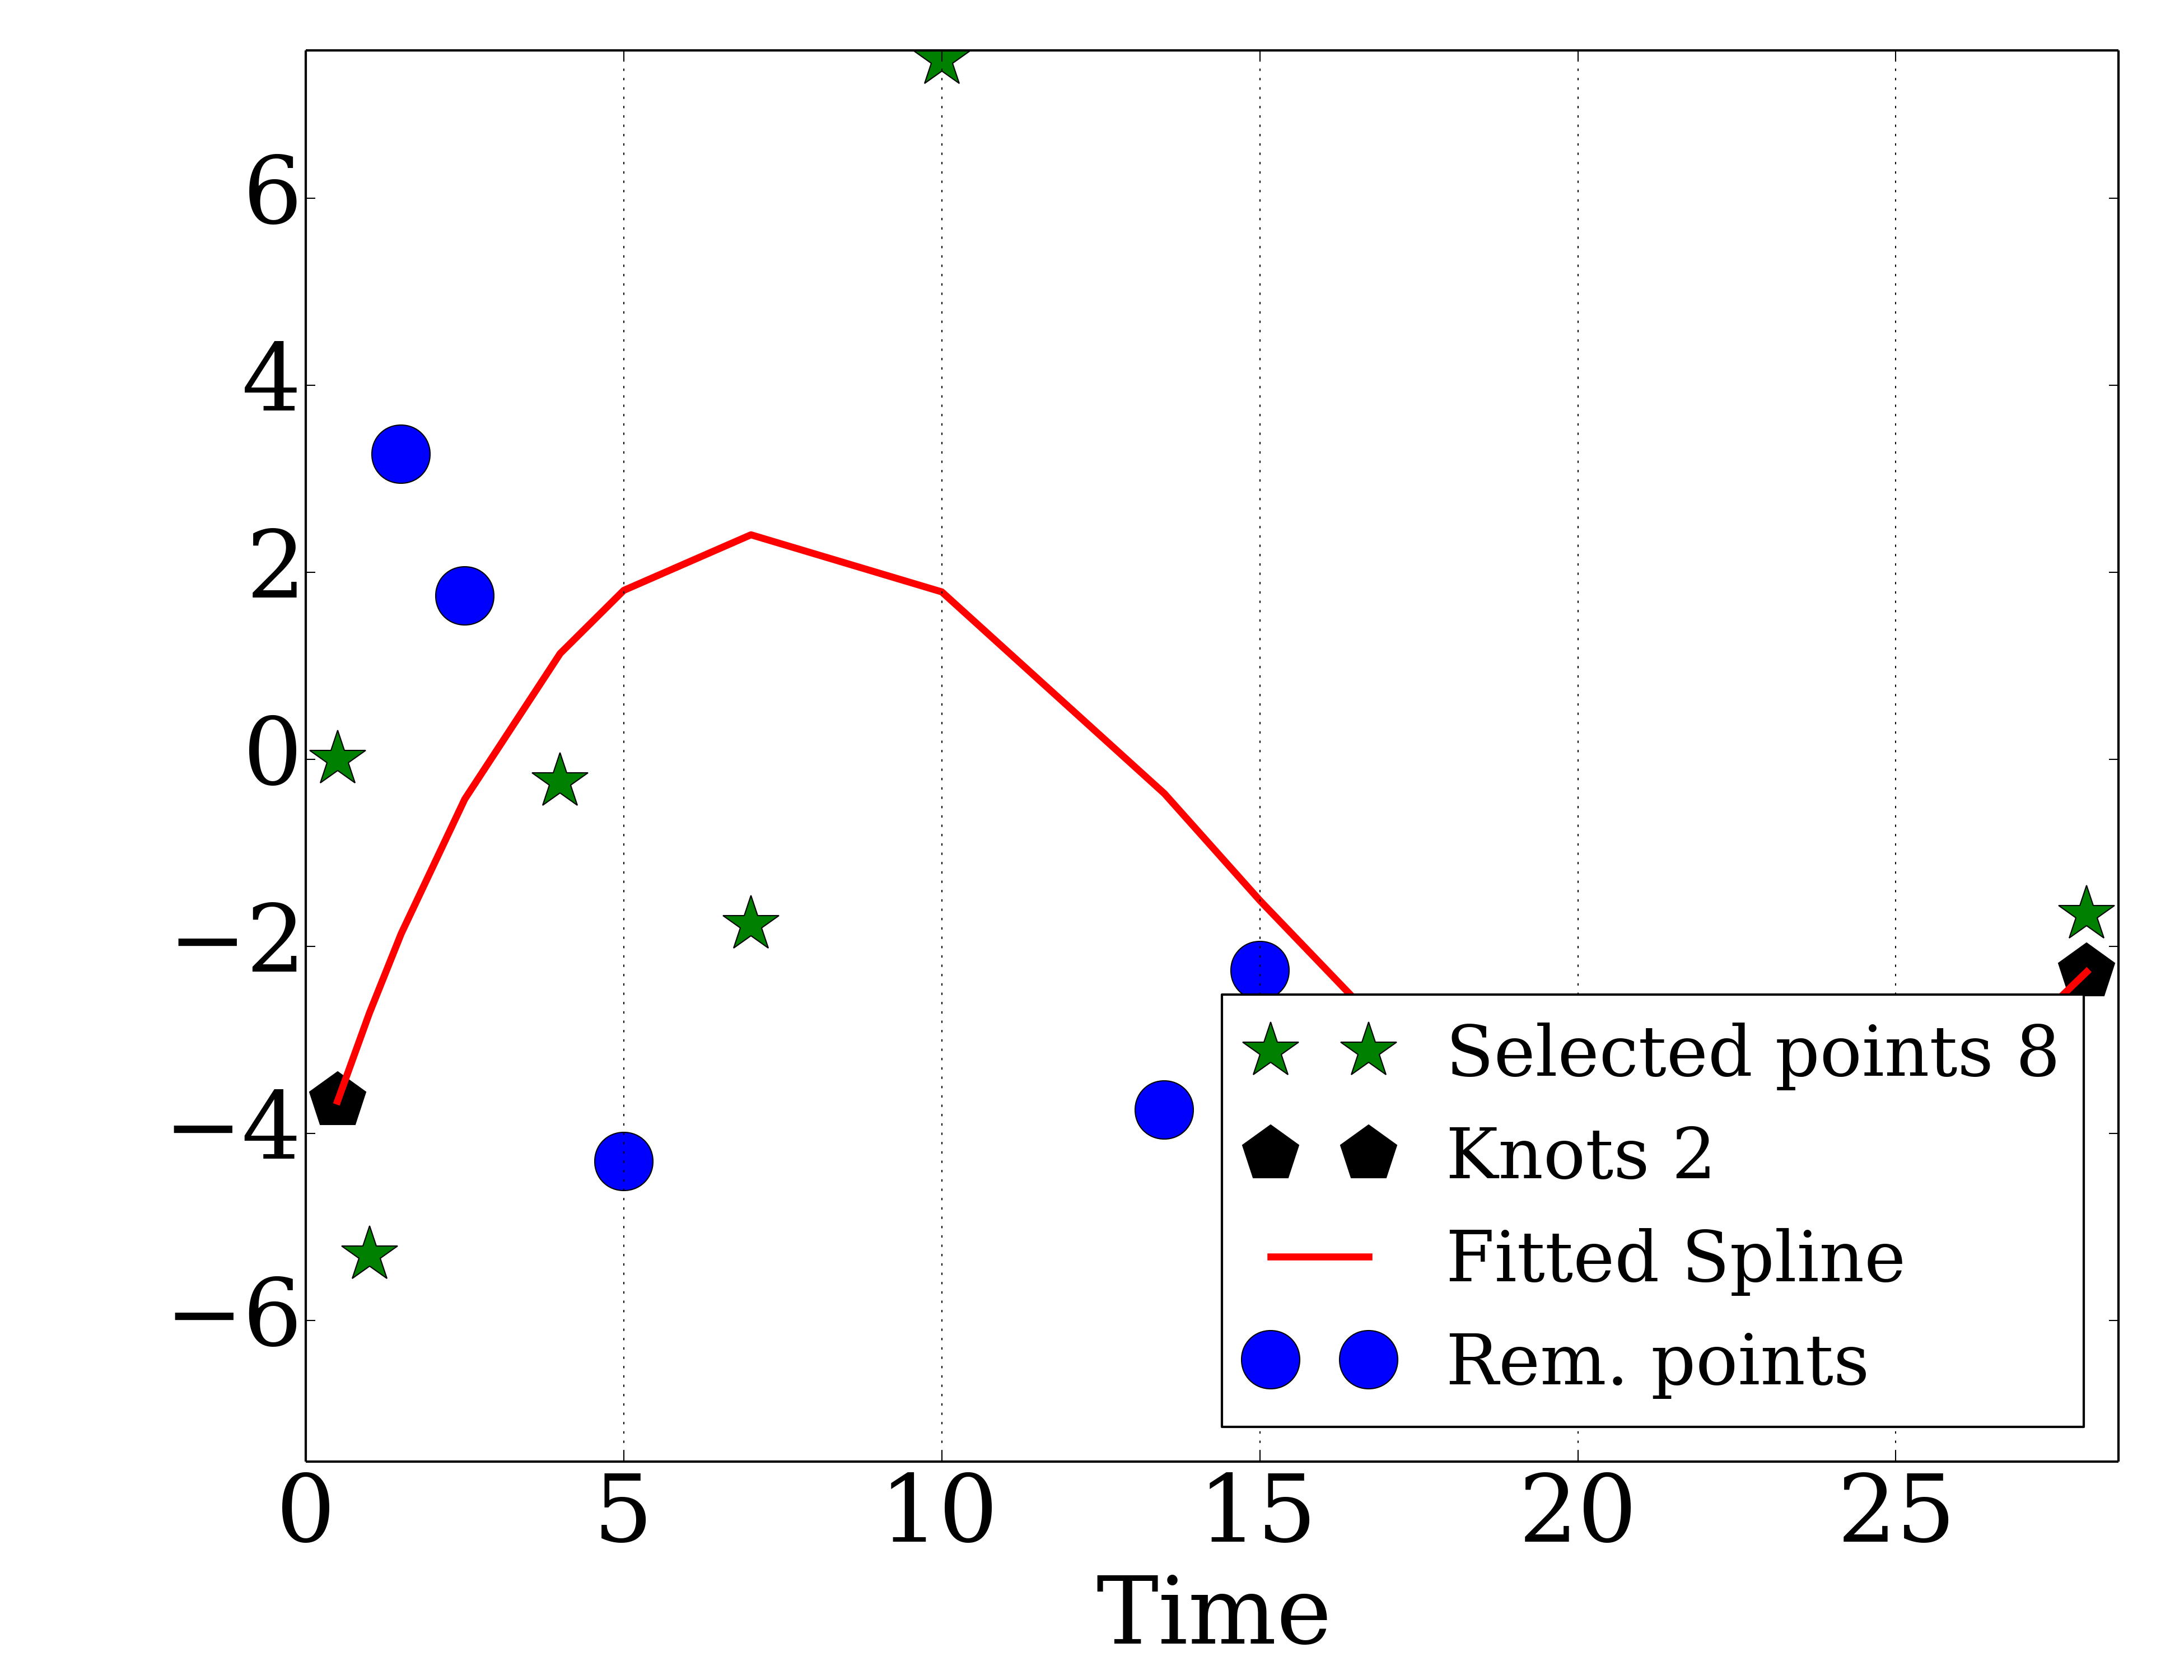 6
4
2
0
−2
−4
−6
0 5 10 15 20 25
Time
Selected points 8
Knots 2
Fitted Spline
Rem. points